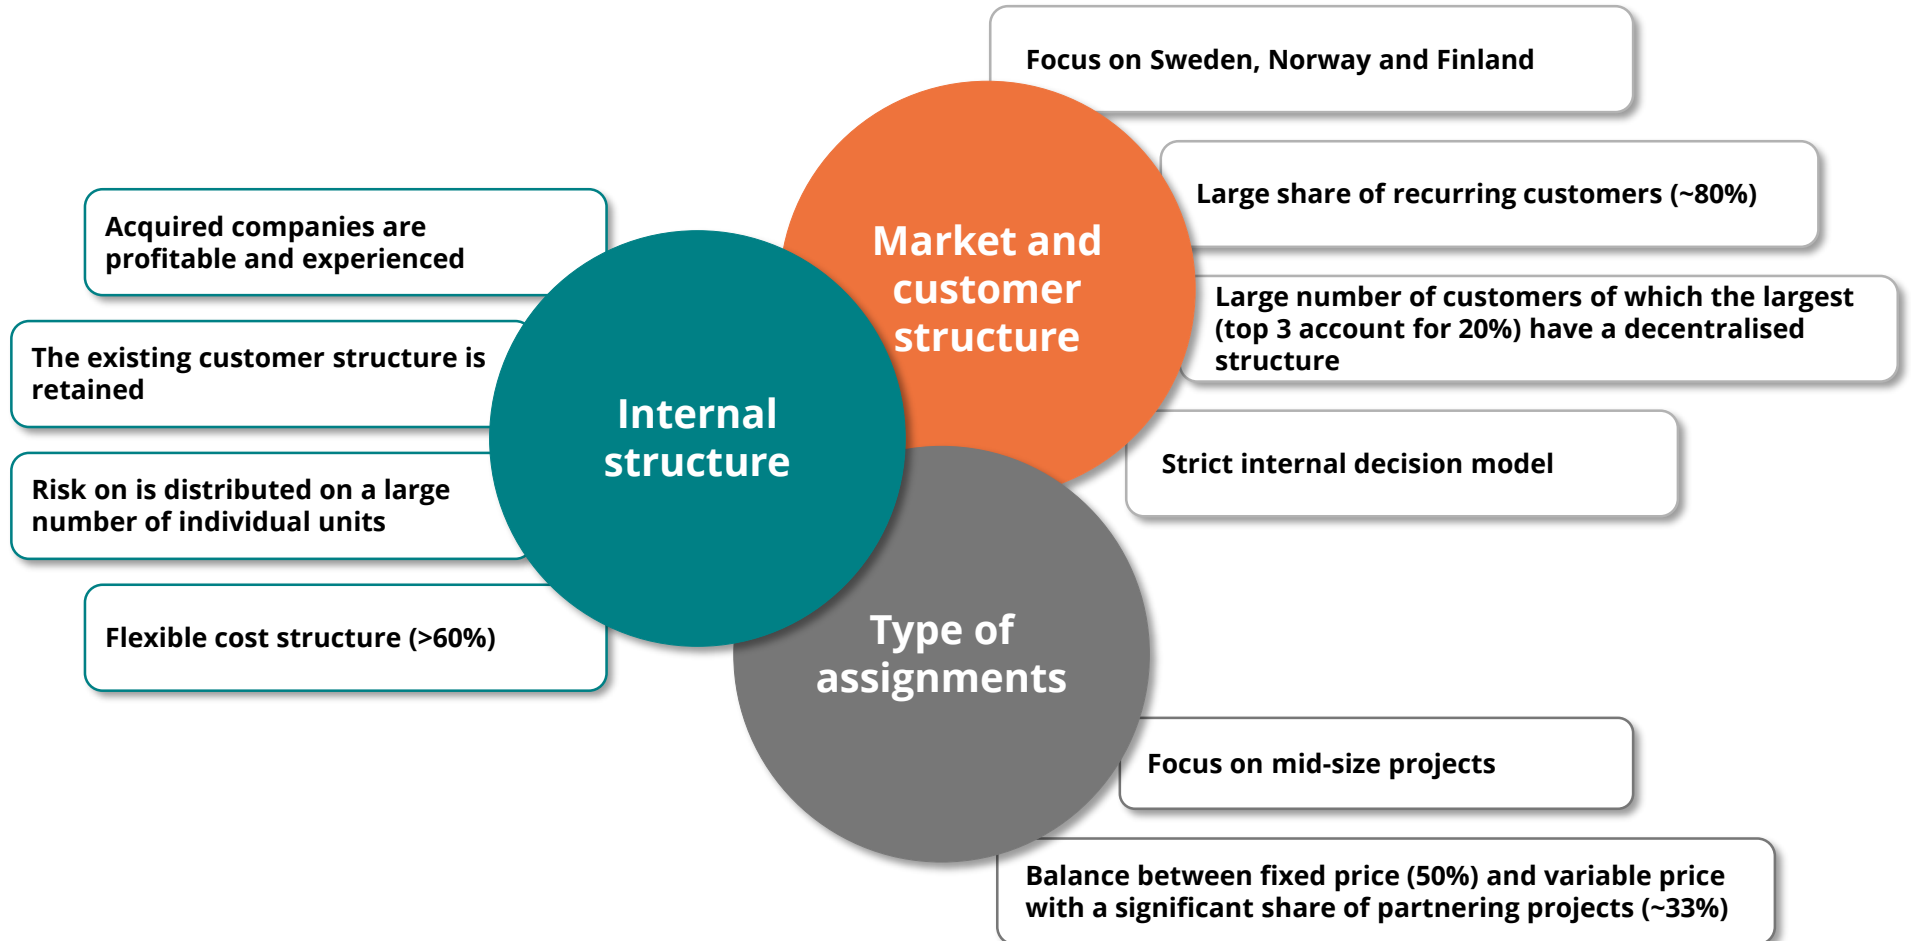 Focus on Sweden, Norway and Finland
Large share of recurring customers (~80%)
Acquired companies are
profitable and experienced
Market and
customer
structure
Large number of customers of which the largest
(top 3 account for 20%) have a decentralised
structure
The existing customer structure is
retained
Internal
structure
Strict internal decision model
Risk on is distributed on a large
number of individual units
Flexible cost structure (>60%)
Type of
assignments
Focus on mid-size projects
Balance between fixed price (50%) and variable price
with a significant share of partnering projects (~33%)